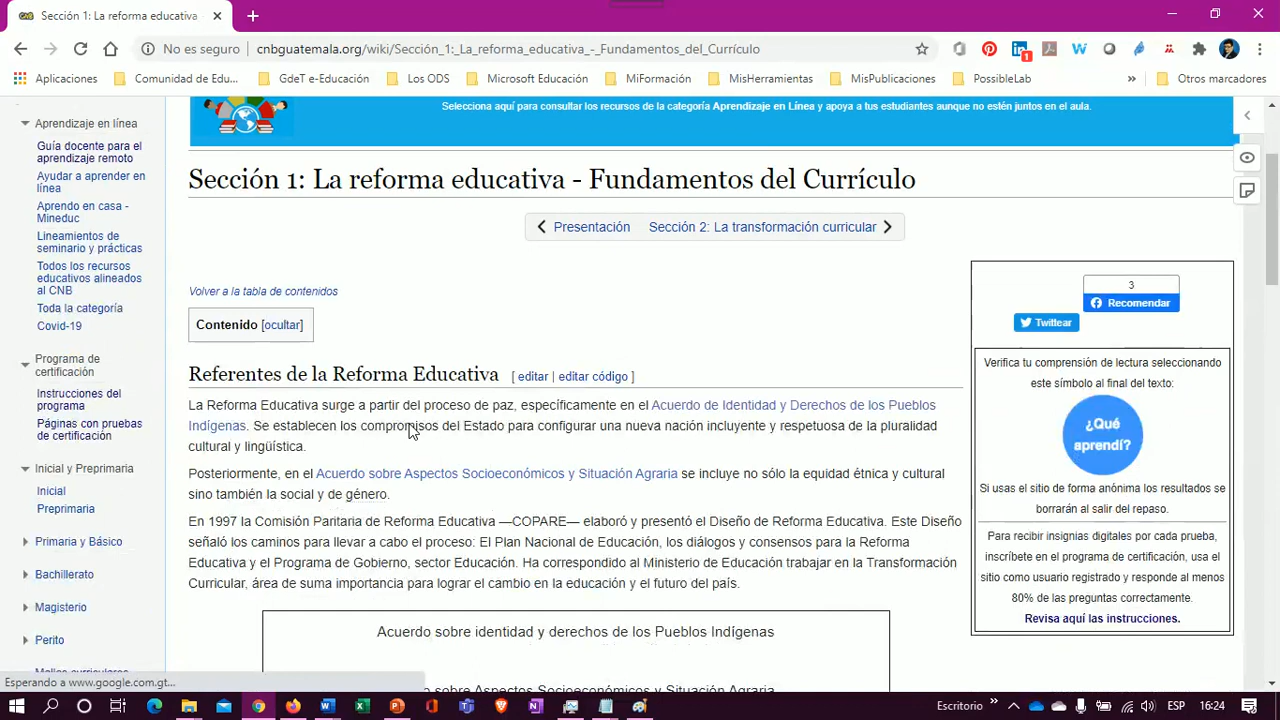 Sección 1: La reforma educativa
No es seguro
cnbguatemala.org/wiki/Sección_1:_La_reforma_educativa_-_Fundamentos_del_Currículo
1
Aplicaciones
Comunidad de Edu...
GdeT e-Educación
Los ODS
Microsoft Educación
MiFormación
MisHerramientas
MisPublicaciones
PossibleLab
»
Otros marcadores
Selecciona aquí para consultar los recursos de la categoría Aprendizaje en Línea y apoya a tus estudiantes aunque no estén juntos en el aula.
Aprendizaje en línea
Guía docente para el
aprendizaje remoto
Ayudar a aprender en
línea
Aprendo en casa -
Mineduc
Lineamientos de
seminario y prácticas
Todos los recursos
educativos alineados
al CNB
Toda la categoría
Covid-19
Programa de
certificación
Instrucciones del
programa
Páginas con pruebas
de certificación
Inicial y Preprimaria
Inicial
Preprimaria
Primaria y Básico
Bachillerato
Magisterio
Perito
Mallas curriculares
Sección 1: La reforma educativa - Fundamentos del Currículo
Presentación
Sección 2: La transformación curricular
Volver a la tabla de contenidos
Contenido [ocultar]
Referentes de la Reforma Educativa [ editar | editar código ]
La Reforma Educativa surge a partir del proceso de paz, específicamente en el Acuerdo de Identidad y Derechos de los Pueblos
Indígenas. Se establecen los compromisos del Estado para configurar una nueva nación incluyente y respetuosa de la pluralidad
cultural y lingüística.
Posteriormente, en el Acuerdo sobre Aspectos Socioeconómicos y Situación Agraria se incluye no sólo la equidad étnica y cultural
sino también la social y de género.
En 1997 la Comisión Paritaria de Reforma Educativa —COPARE— elaboró y presentó el Diseño de Reforma Educativa. Este Diseño
señaló los caminos para llevar a cabo el proceso: El Plan Nacional de Educación, los diálogos y consensos para la Reforma
Educativa y el Programa de Gobierno, sector Educación. Ha correspondido al Ministerio de Educación trabajar en la Transformación
Curricular, área de suma importancia para lograr el cambio en la educación y el futuro del país.
Acuerdo sobre identidad y derechos de los Pueblos Indígenas
sobre Aspectos Socioeconómicos y Situación Agraria
3
Recomendar
Twittear
Verifica tu comprensión de lectura seleccionando
este símbolo al final del texto:
¿Qué
aprendí?
Si usas el sitio de forma anónima los resultados se
borrarán al salir del repaso.
Para recibir insignias digitales por cada prueba,
inscríbete en el programa de certificación, usa el
sitio como usuario registrado y responde al menos
80% de las preguntas correctamente.
Revisa aquí las instrucciones.
Esperando a www.google.com.gt...
Escritorio
»
ESP
16:24